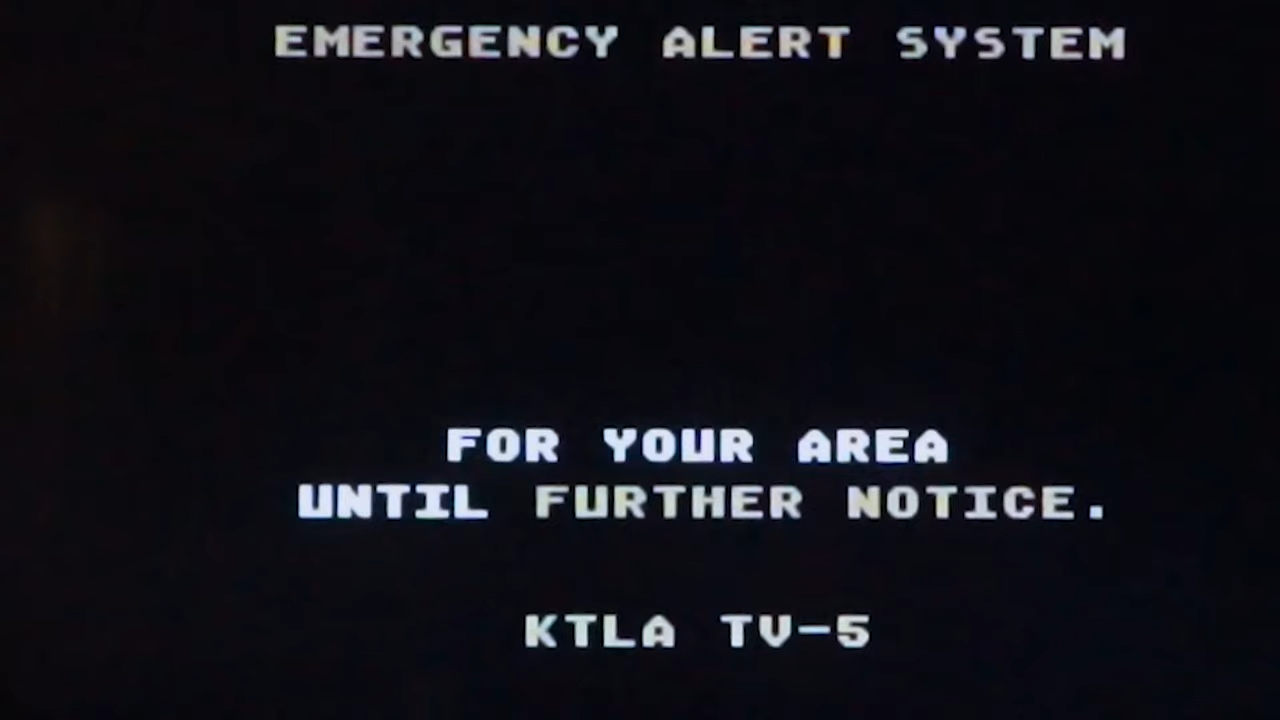 EMERGENCY ALERT SYSTEM
FOR YOUR AREA
UNTIL FURTHER NOTICE.
KTLA TV-5